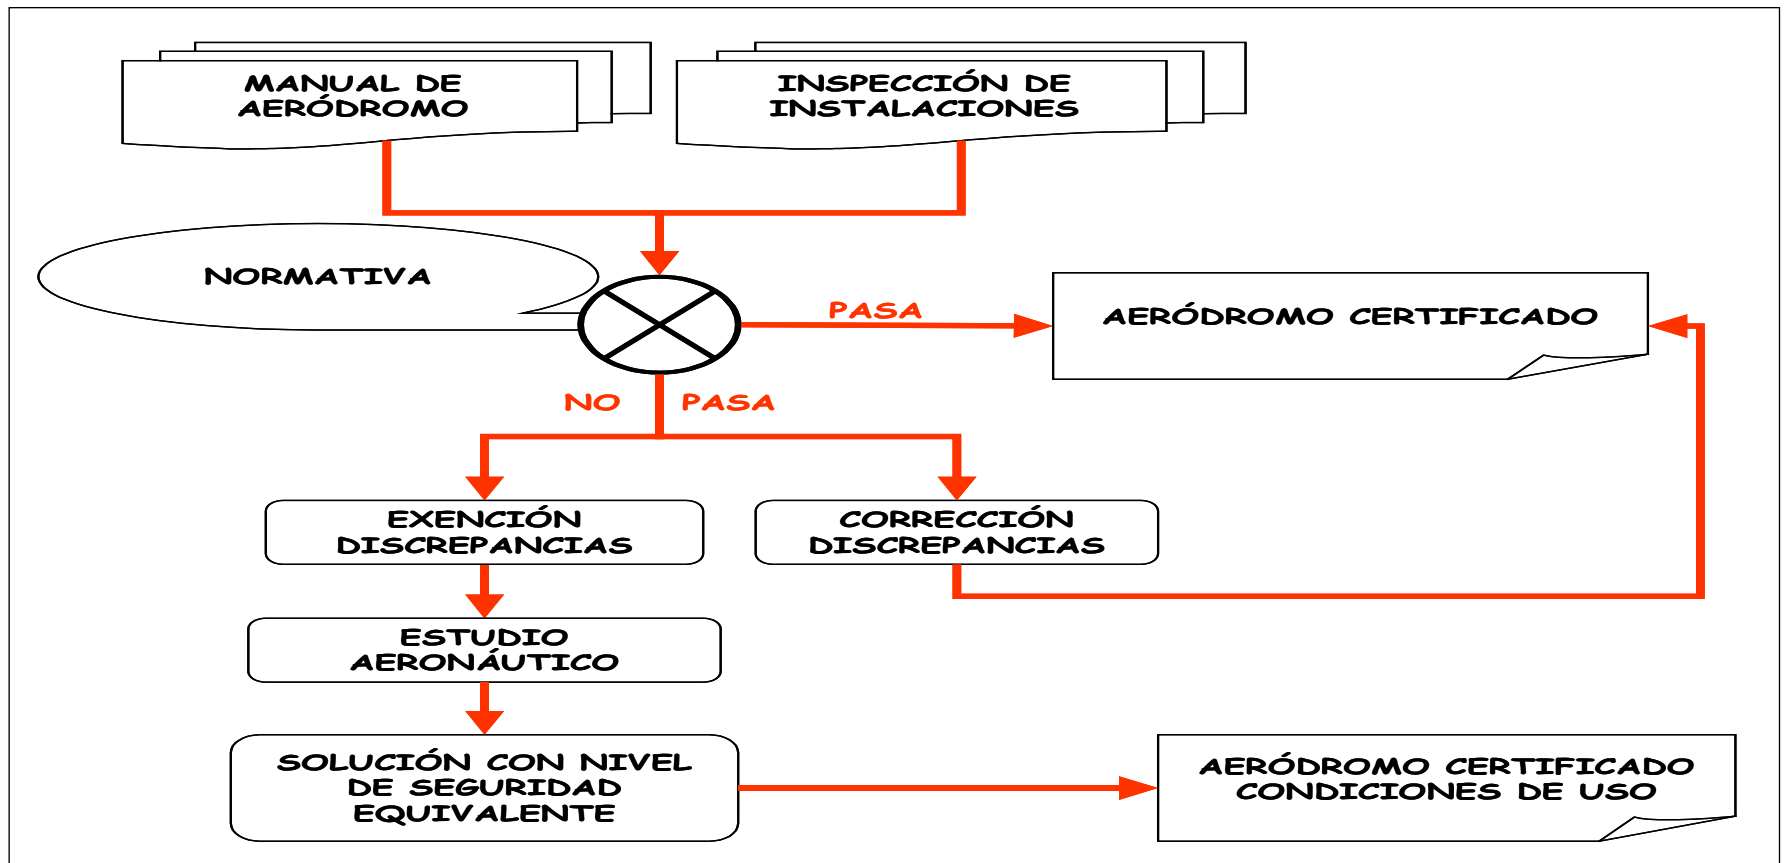 MANUAL DE
AERÓDROMO
INSPECCIÓN DE
INSTALACIONES
NORMATIVA
PASA
AERÓDROMO CERTIFICADO
NO PASA
EXENCIÓN
DISCREPANCIAS
CORRECCIÓN
DISCREPANCIAS
ESTUDIO
AERONÁUTICO
SOLUCIÓN CON NIVEL
DE SEGURIDAD
EQUIVALENTE
AERÓDROMO CERTIFICADO
CONDICIONES DE USO